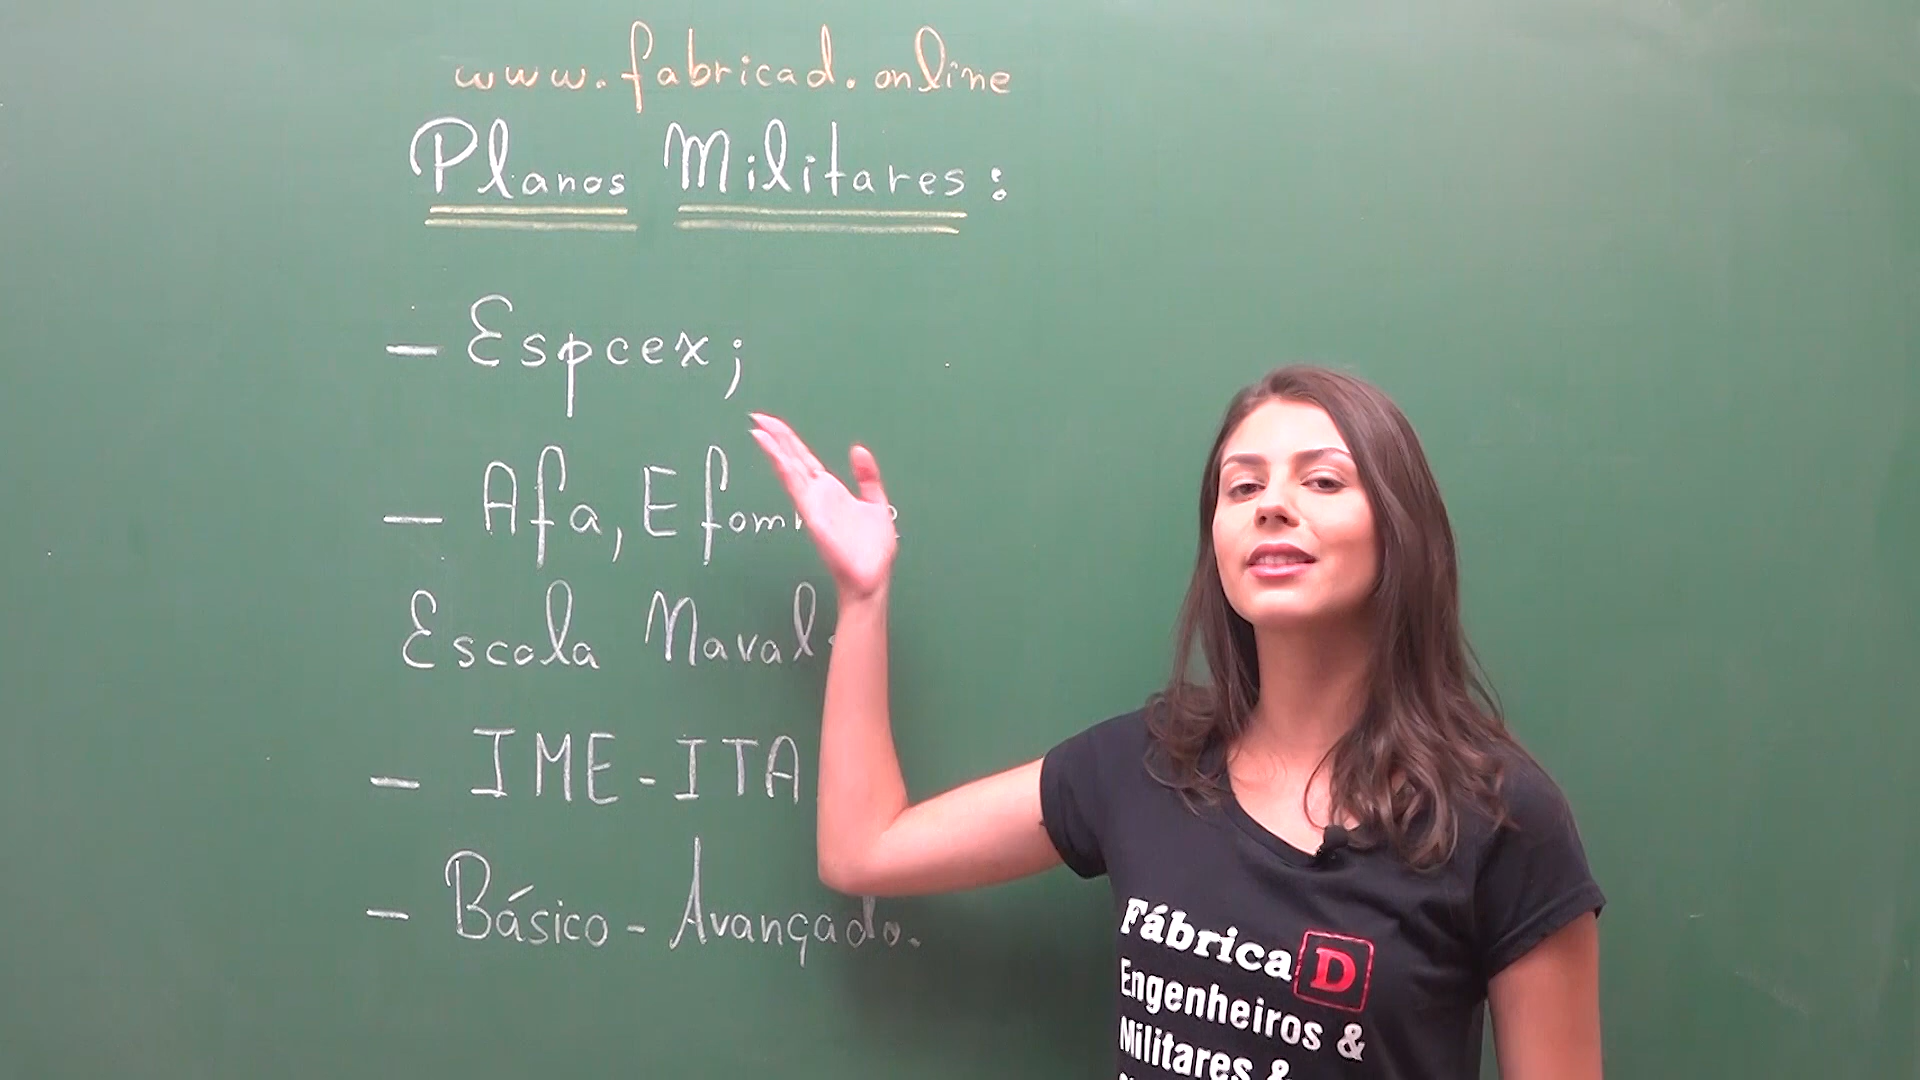 www.fabricad.online
Planos Militares:
- Espcex;
- Afa, Efom
Escola Naval
- IME-ITA
- Básico - Avançado.
Fábrica D
Engenheiros &
Militares &